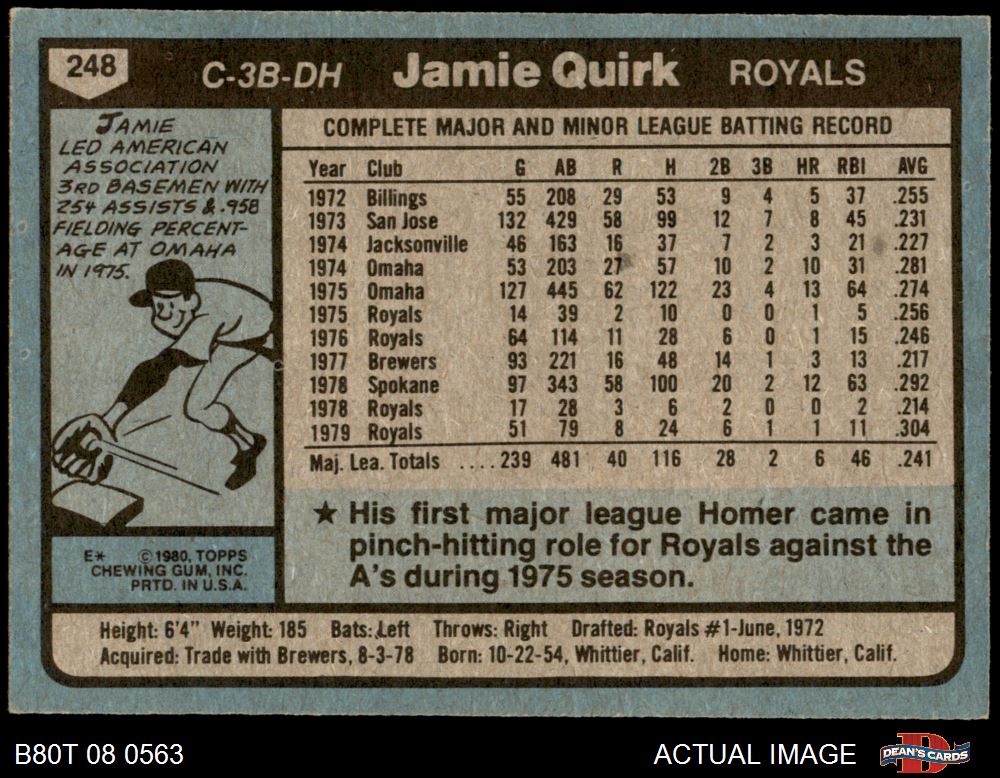 248 C-3B-DH Jamie Quirk ROYALS
JAMIE
LED AMERICAN
ASSOCIATION
3RD BASEMEN WITH
254 ASSISTS & .958
FIELDING PERCENT-
AGE AT OMAHA
IN 1975.
COMPLETE MAJOR AND MINOR LEAGUE BATTING RECORD
Year Club G AB R H 2B 3B HR RBI AVG
1972 Billings 55 208 29 53 9 4 5 37 .255
1973 San Jose 132 429 58 99 12 7 8 45 .231
1974 Jacksonville 46 163 16 37 7 2 3 21 .227
1974 Omaha 53 203 27 57 10 2 10 31 .281
1975 Omaha 127 445 62 122 23 4 13 64 .274
1975 Royals 14 39 2 10 0 0 1 5 .256
1976 Royals 64 114 11 28 6 0 1 15 .246
1977 Brewers 93 221 16 48 14 1 3 13 .217
1978 Spokane 97 343 58 100 20 2 12 63 .292
1978 Royals 17 28 3 6 2 0 0 2 .214
1979 Royals 51 79 8 24 6 1 1 11 .304
Maj. Lea. Totals ....239 481 40 116 28 2 6 46 .241
★ His first major league Homer came in
pinch-hitting role for Royals against the
A's during 1975 season.
E* ©1980, TOPPS
CHEWING GUM, INC.
PRTD. IN U.S.A.
Height: 6'4" Weight: 185 Bats: Left Throws: Right Drafted: Royals #1-June, 1972
Acquired: Trade with Brewers, 8-3-78 Born: 10-22-54, Whittier, Calif. Home: Whittier, Calif.
B80T 08 0563 ACTUAL IMAGE DEAN'S CARDS